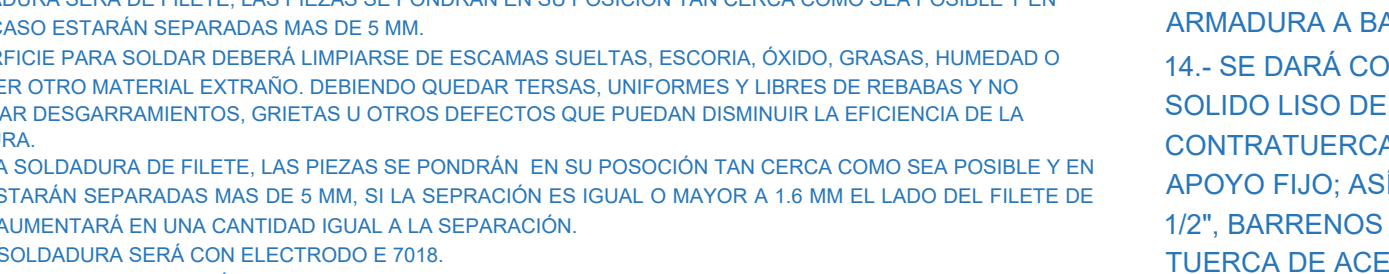 SERÁ DE FILETE, LAS PIEZAS SE PONDRÁN EN SU POSICIÓN TAN CERCA COMO SEA POSIBLE Y EN
CASO ESTARÁN SEPARADAS MAS DE 5 MM.
PARA SOLDAR DEBERÁ LIMPIARSE DE ESCAMAS SUELTAS, ESCORIA, ÓXIDO, GRASAS, HUMEDAD O
OTRO MATERIAL EXTRAÑO. DEBIENDO QUEDAR TERSAS, UNIFORMES Y LIBRES DE REBABAS Y NO
DESGARRAMIENTOS, GRIETAS U OTROS DEFECTOS QUE PUEDAN DISMINUIR LA EFICIENCIA DE LA
URA.
A SOLDADURA DE FILETE, LAS PIEZAS SE PONDRÁN EN SU POSOCIÓN TAN CERCA COMO SEA POSIBLE Y EN
STARÁN SEPARADAS MAS DE 5 MM, SI LA SEPRACIÓN ES IGUAL O MAYOR A 1.6 MM EL LADO DEL FILETE DE
AUMENTARÁ EN UNA CANTIDAD IGUAL A LA SEPARACIÓN.
SOLDADURA SERÁ CON ELECTRODO E 7018.
ARMADURA A BA
14.- SE DARÁ CO
SOLIDO LISO DE
CONTRATUERCA
APOYO FIJO; ASÍ
1/2", BARRENOS
TUERCA DE ACE